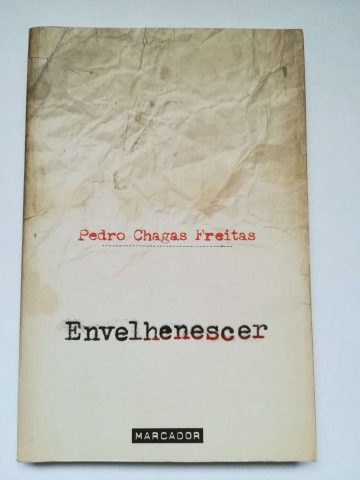 Pedro Chagas Freitas
Envelhenescer
MARCADOR